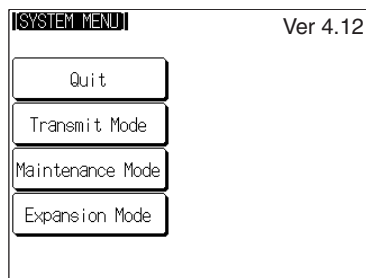 [SYSTEM MENU]
Ver 4.12
Quit
Transmit Mode
Maintenance Mode
Expansion Mode